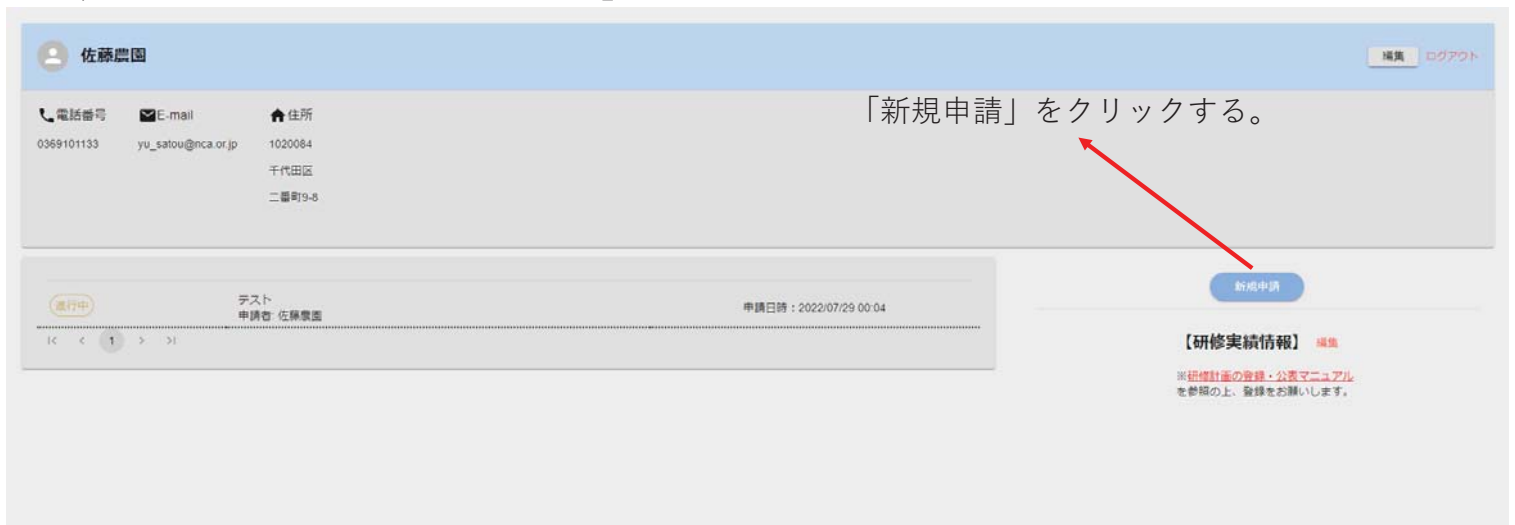 佐藤農園
編集 ログアウト
電話番号 E-mail 住所
「新規申請」をクリックする。
0369101133 yu_satou@nca.or.jp 1020084
千代田区
二番町9-8
新規申請
進行中 テスト 申請日時:2022/07/29 00:04
申請者: 佐藤農園
|< < 1 > >|
【研修実績情報】 編集
※研修計画の登録・公表マニュアル
を参照の上、登録をお願いします。